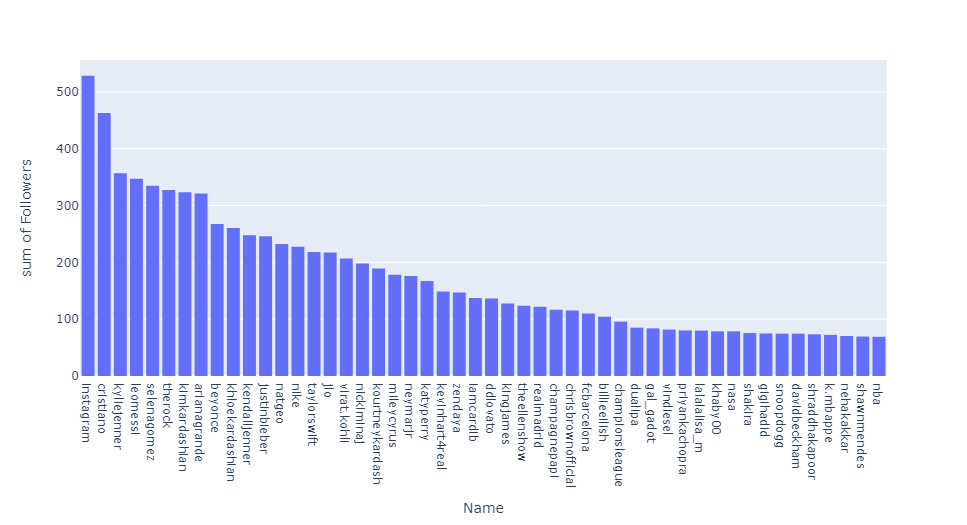 sum of Followers
500
400
300
200
100
0
instagram
cristiano
kyliejenner
leomessi
selenagomez
therock
kimkardashian
arianagrande
beyonce
khloekardashian
kendalljenner
justinbieber
natgeo
nike
taylorswift
jlo
virat.kohli
nickiminaj
kourtneykardash
mileycyrus
neymarjr
katyperry
kevinhart4real
zendaya
iamcardib
ddlovato
kingjames
theellenshow
realmadrid
champagnepapi
chrisbrownofficial
fcbarcelona
billieeilish
championsleague
dualipa
gal_gadot
vindiesel
priyankachopra
lalalalisa_m
khaby00
nasa
shakira
gigihadid
snoopdogg
davidbeckham
shraddhakapoor
k.mbappe
nehakakkar
shawnmendes
nba
Name